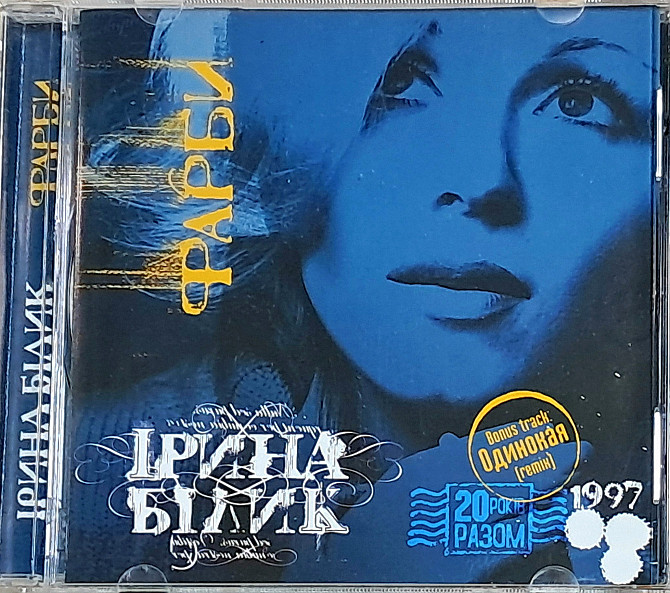 ФАРБИ
ІРИНА БІЛИК
ФАРБИ
ІРИНА
БІЛИК
Bonus track:
Одинокая
(remix)
20 РОКІВ
РАЗОМ
1997